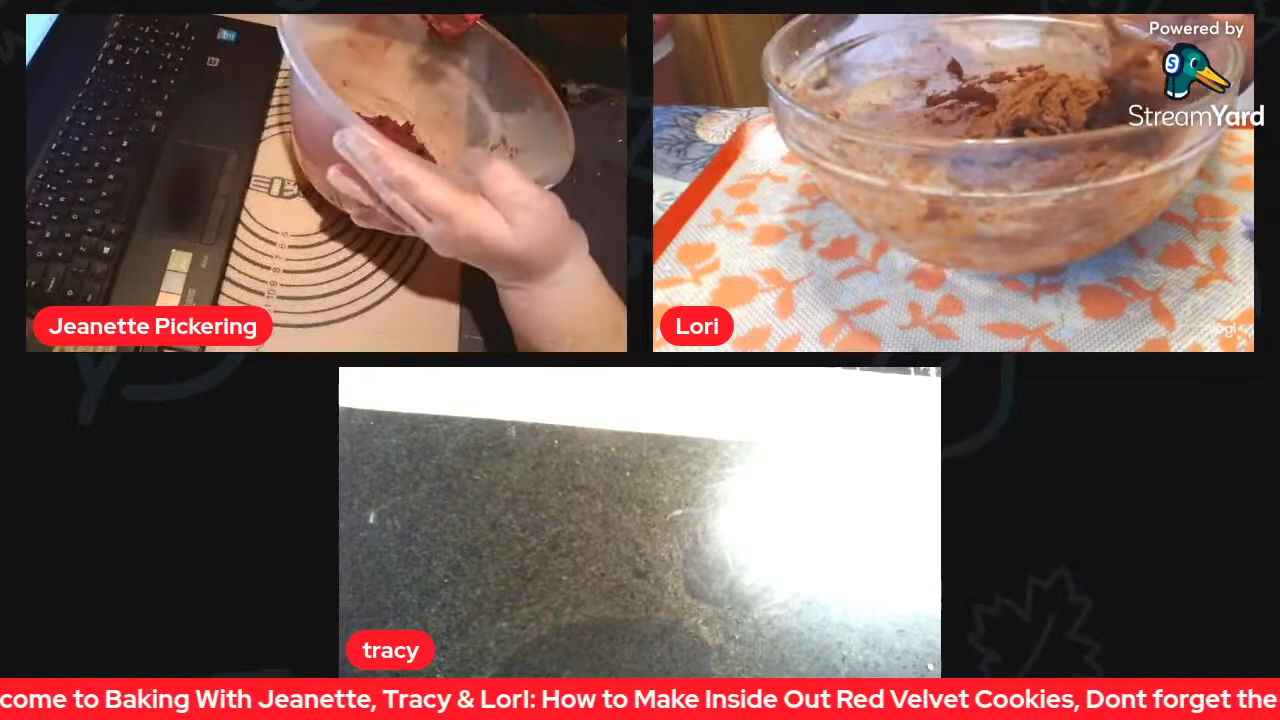 Powered by
StreamYard
Jeanette Pickering
Lori
tracy
come to Baking With Jeanette, Tracy & LorI: How to Make Inside Out Red Velvet Cookies, Dont forget the